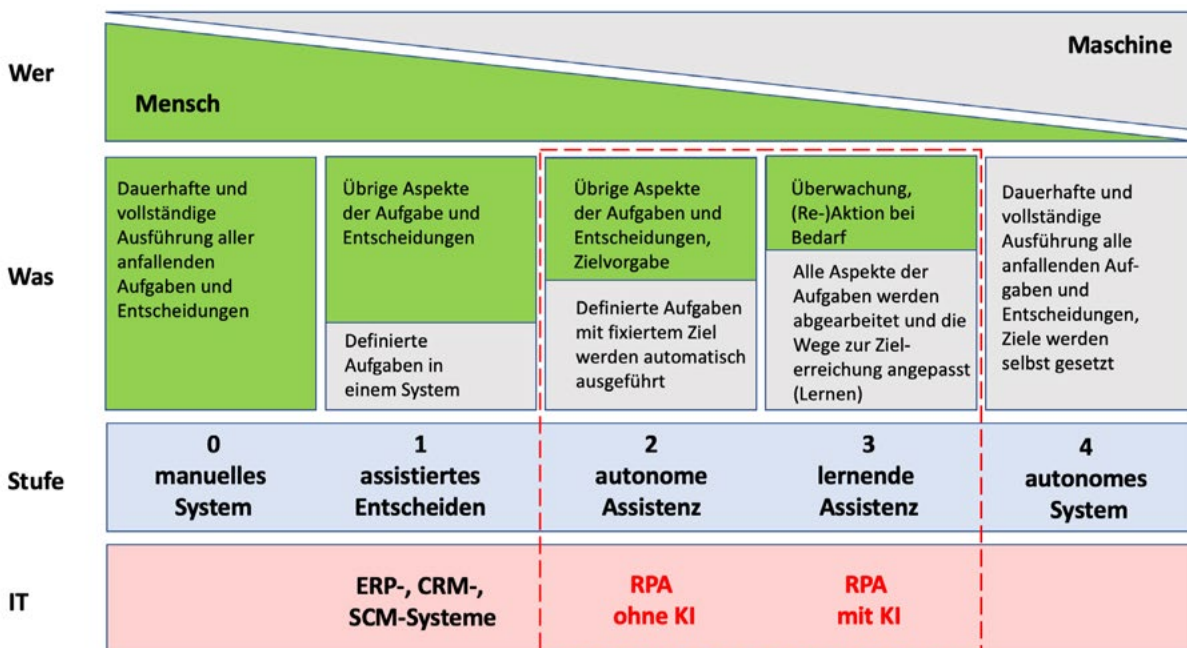 Wer
Maschine
Mensch
Was
Dauerhafte und
vollständige
Ausführung aller
anfallenden
Aufgaben und
Entscheidungen
Übrige Aspekte
der Aufgabe und
Entscheidungen
Definierte
Aufgaben in
einem System
Übrige Aspekte
der Aufgaben und
Entscheidungen,
Zielvorgabe
Definierte Aufgaben
mit fixiertem Ziel
werden automatisch
ausgeführt
Überwachung,
(Re-)Aktion bei
Bedarf
Alle Aspekte der
Aufgaben werden
abgearbeitet und die
Wege zur Ziel-
erreichung angepasst
(Lernen)
Dauerhafte und
vollständige
Ausführung alle
anfallenden Auf-
gaben und
Entscheidungen,
Ziele werden
selbst gesetzt
Stufe
0
manuelles
System
1
assistiertes
Entscheiden
2
autonome
Assistenz
3
lernende
Assistenz
4
autonomes
System
IT
ERP-, CRM-,
SCM-Systeme
RPA
ohne KI
RPA
mit KI